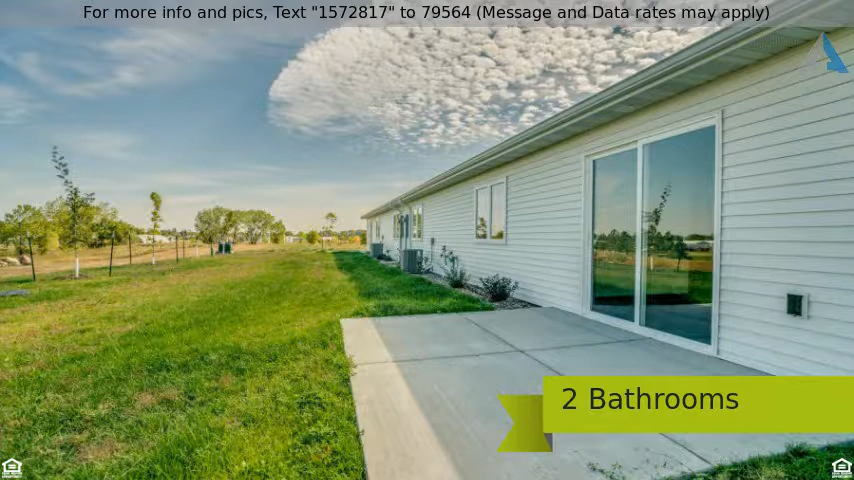 For more info and pics, Text "1572817" to 79564 (Message and Data rates may apply)
2 Bathrooms